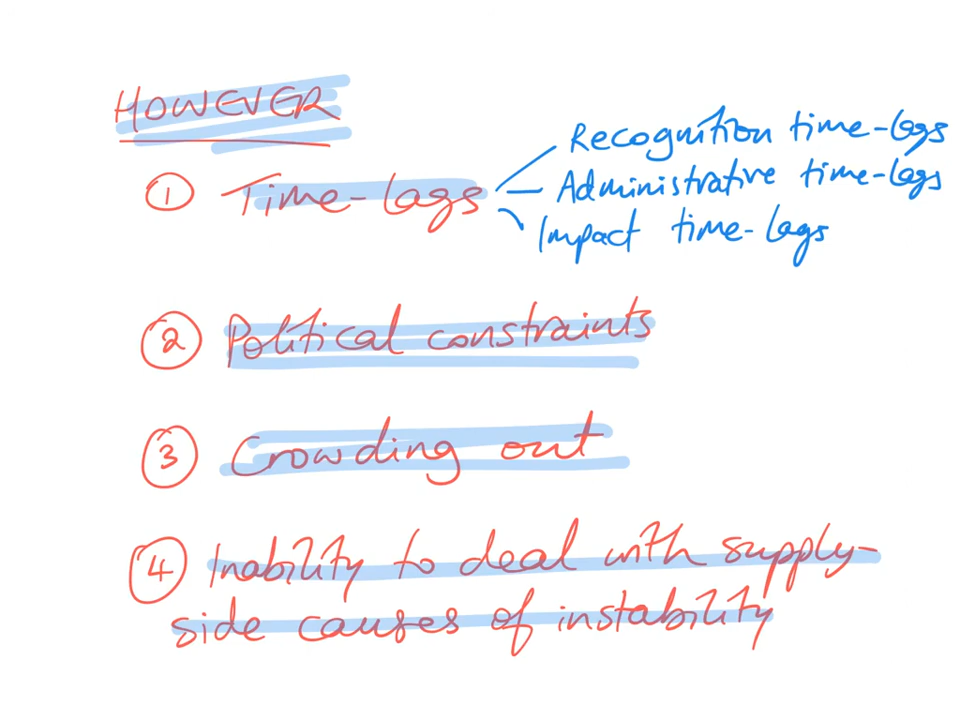 HOWEVER
① Time-lags
Recognition time-lags
Administrative time-lags
Impact time-lags
② Political constraints
③ Crowding out
④ Inability to deal with supply-
side causes of instability